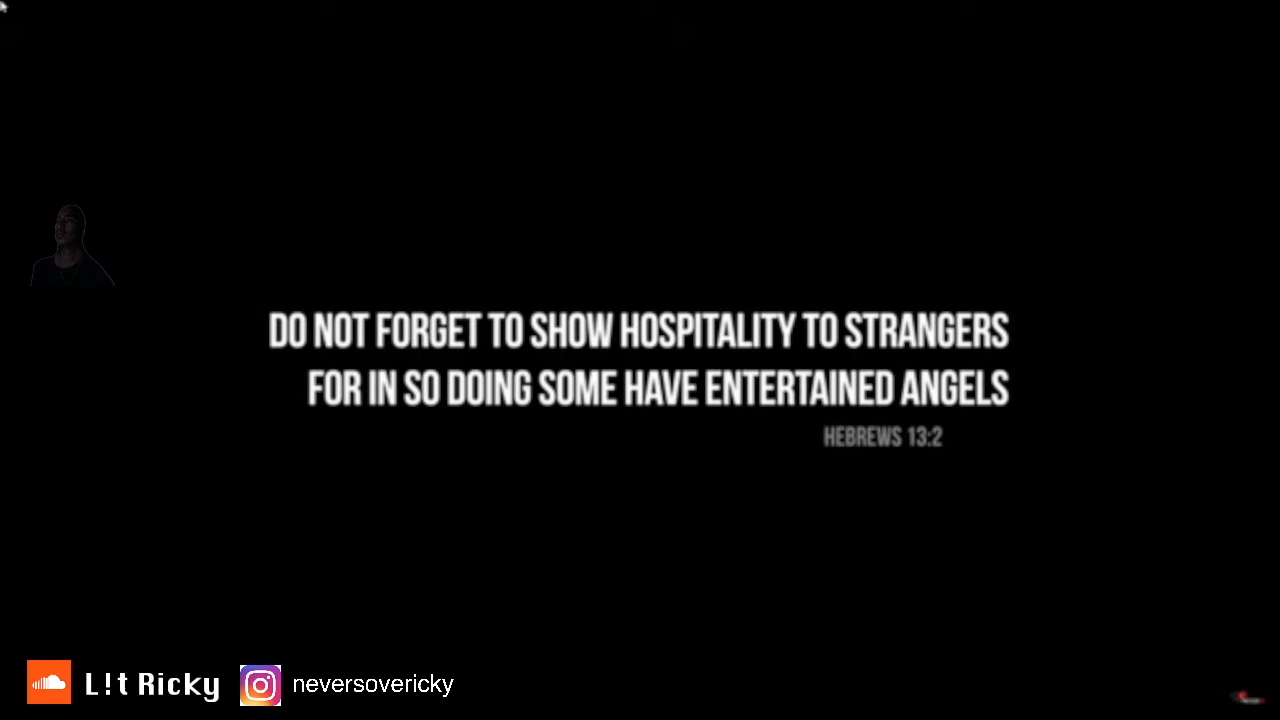 DO NOT FORGET TO SHOW HOSPITALITY TO STRANGERS
FOR IN SO DOING SOME HAVE ENTERTAINED ANGELS
HEBREWS 13:2
L!t Ricky
neversovericky